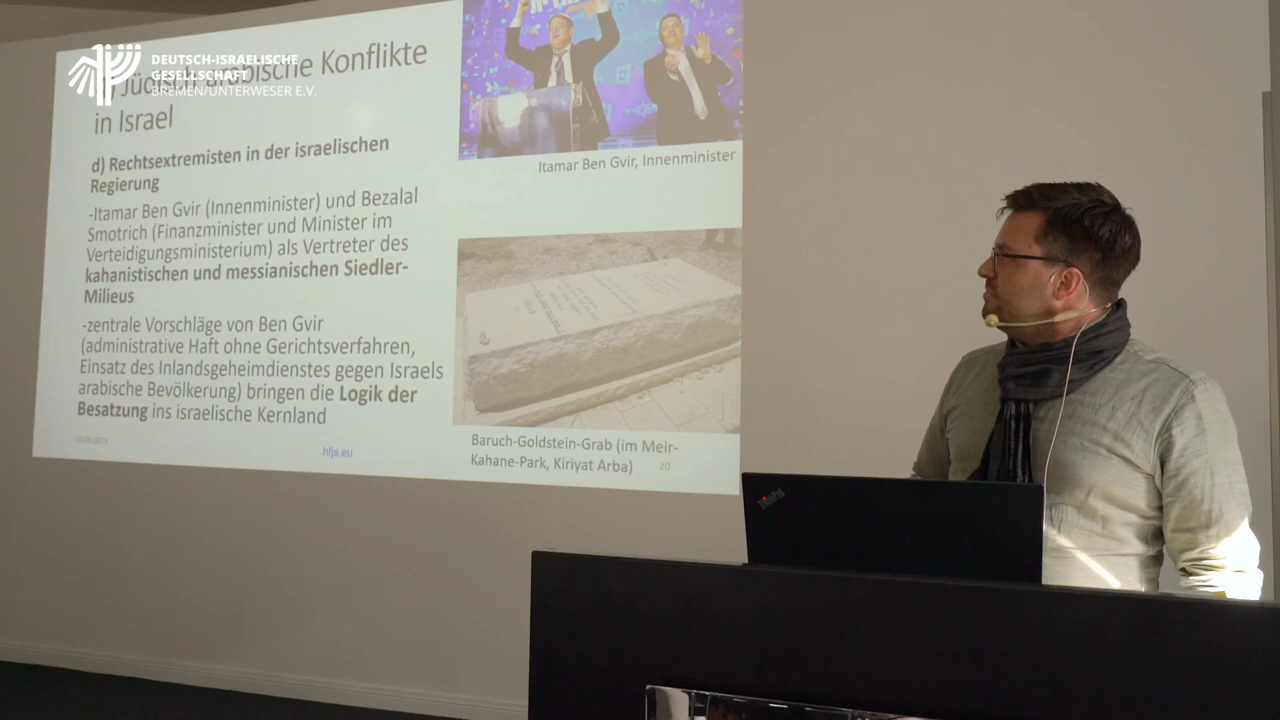 DEUTSCH-ISRAELISCHE
GESELLSCHAFT
BREMEN/UNTERWESER E.V.
Jüdisch-arabische Konflikte
in Israel
d) Rechtsextremisten in der israelischen
Regierung
-Itamar Ben Gvir (Innenminister) und Bezalal
Smotrich (Finanzminister und Minister im
Verteidigungsministerium) als Vertreter des
kahanistischen und messianischen Siedler-
Milieus
-zentrale Vorschläge von Ben Gvir
(administrative Haft ohne Gerichtsverfahren,
Einsatz des Inlandsgeheimdienstes gegen Israels
arabische Bevölkerung) bringen die Logik der
Besatzung ins israelische Kernland
hfjs.eu
Itamar Ben Gvir, Innenminister
Baruch-Goldstein-Grab (im Meir-
Kahane-Park, Kiriyat Arba)
20
ThinkPad